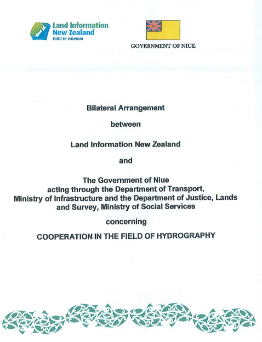 Land Information
New Zealand
GOVERNMENT OF NIUE
Bilateral Arrangement
between
Land Information New Zealand
and
The Government of Niue
acting through the Department of Transport,
Ministry of Infrastructure and the Department of Justice, Lands
and Survey, Ministry of Social Services
concerning
COOPERATION IN THE FIELD OF HYDROGRAPHY